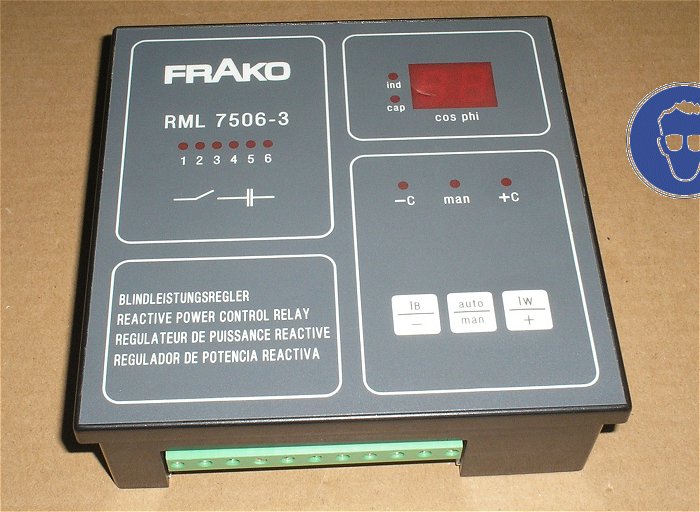 FRAKO
RML 7506-3
1 2 3 4 5 6
ind
cap
cos phi
-C man +C
IB
-
auto
man
IW
+
BLINDLEISTUNGSREGLER
REACTIVE POWER CONTROL RELAY
REGULATEUR DE PUISSANCE REACTIVE
REGULADOR DE POTENCIA REACTIVA